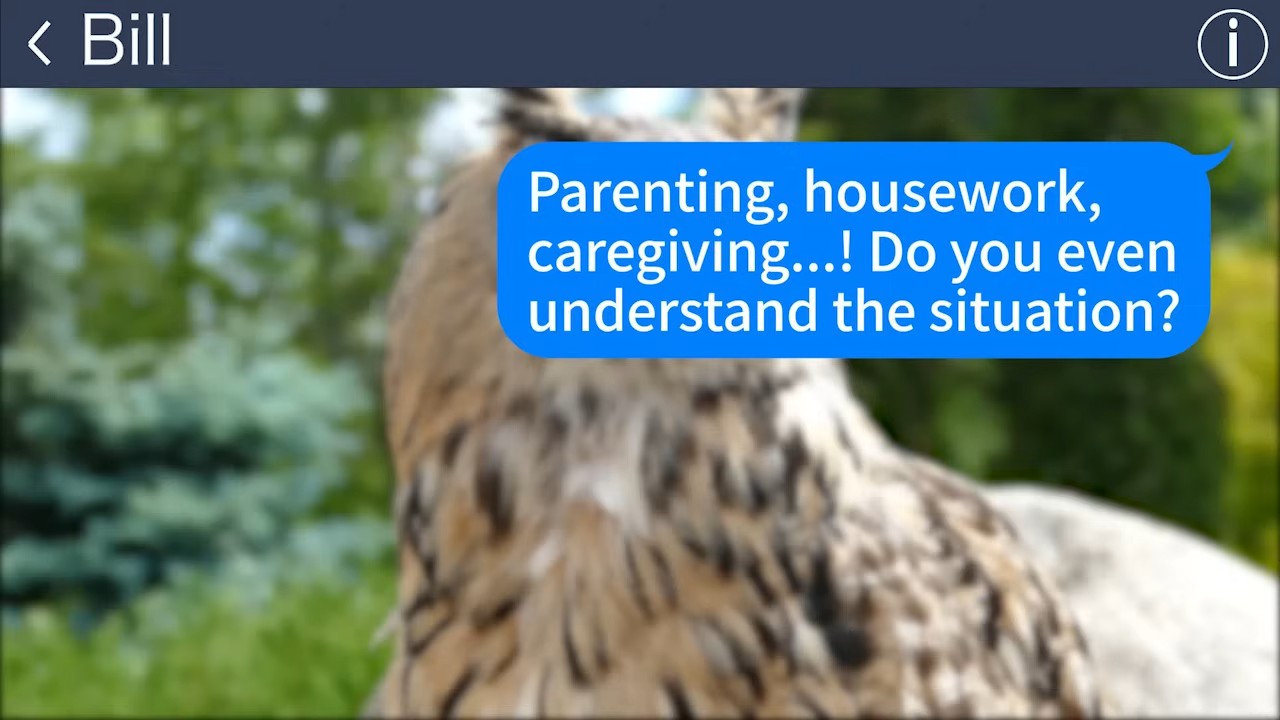 Bill
Parenting, housework,
caregiving...! Do you even
understand the situation?